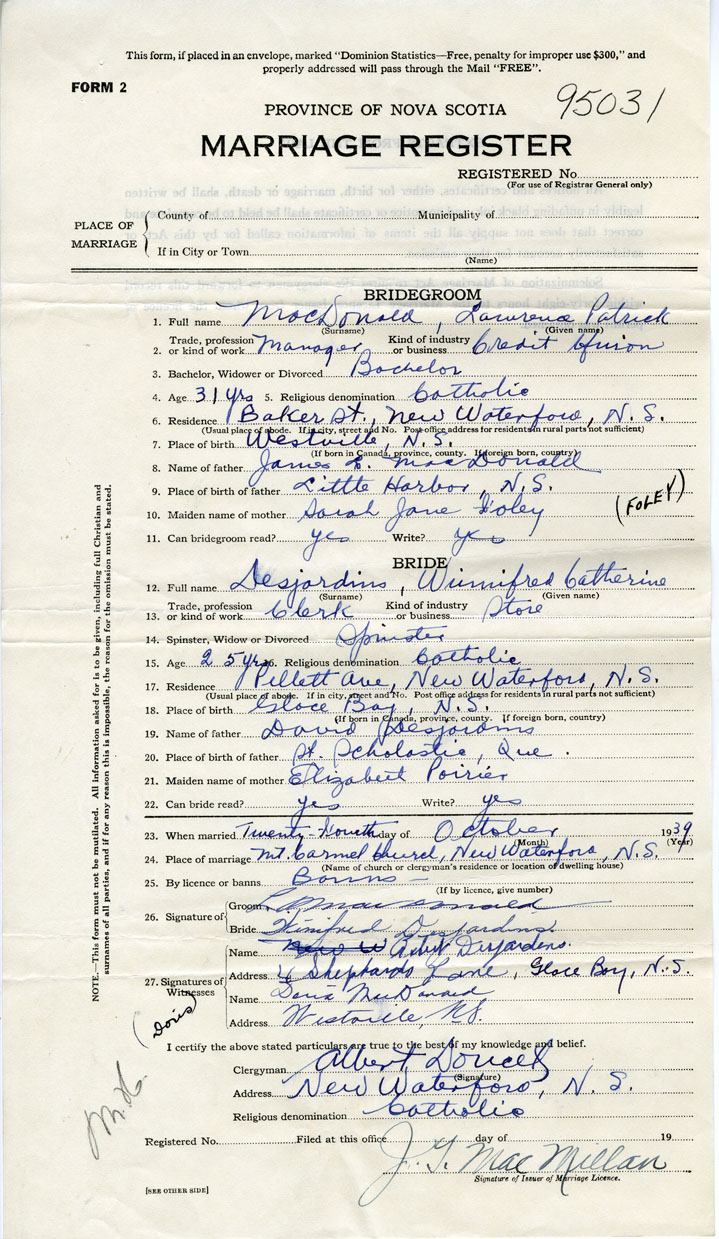 This form, if placed in an envelope, marked "Dominion Statistics—Free, penalty for improper use $300," and
properly addressed will pass through the Mail "FREE".
FORM 2
95031
PROVINCE OF NOVA SCOTIA
MARRIAGE REGISTER
REGISTERED No
(For use of Registrar General only)
PLACE OF MARRIAGE
County of Municipality of
If in City or Town
(Name)
BRIDEGROOM
1. Full name MacDonald, Lawrence Patrick
(Surname) (Given name)
2. Trade, profession or kind of work Manager Kind of industry or business Credit Union
3. Bachelor, Widower or Divorced Bachelor
4. Age 31 yrs 5. Religious denomination Catholic
6. Residence Baker St., New Waterford, N.S.
(Usual place of abode. If in city, street and No. Post office address for residents in rural parts not sufficient)
7. Place of birth Westville, N.S.
(If born in Canada, province, county. If foreign born, country)
8. Name of father James MacDonald
9. Place of birth of father Little Harbor, N.S.
10. Maiden name of mother Sarah Jane Foley (FOLEY)
11. Can bridegroom read? yes Write? yes
BRIDE
12. Full name Desjardins, Winnifred Catherine
(Surname) (Given name)
13. Trade, profession or kind of work Clerk Kind of industry or business Store
14. Spinster, Widow or Divorced Spinster
15. Age 25 yrs 16. Religious denomination Catholic
17. Residence Pellett Ave, New Waterford, N.S.
(Usual place of abode. If in city, street and No. Post office address for residents in rural parts not sufficient)
18. Place of birth Glace Bay, N.S.
(If born in Canada, province, county. If foreign born, country)
19. Name of father David Desjardins
20. Place of birth of father St. Scholastic, Que.
21. Maiden name of mother Elizabeth Poirier
22. Can bride read? yes Write? yes
23. When married Twenty-Fourth day of October 1939
(Month) (Year)
24. Place of marriage Mt. Carmel Church, New Waterford, N.S.
(Name of church or clergyman's residence or location of dwelling house)
25. By licence or banns Banns —
(If by licence, give number)
26. Signature of
Groom L.P. MacDonald
Bride Winifred Desjardins.
27. Signatures of Witnesses
Name Desjardins.
Address Shephards Lane, Glace Bay, N.S.
Name Doris MacDonald
(Doris)
Address Westville, N.S.
I certify the above stated particulars are true to the best of my knowledge and belief.
Clergyman Albert Doucet
(Signature)
Address New Waterford, N.S.
Religious denomination Catholic
Registered No. Filed at this office day of 19
J. G. MacMillan
Signature of Issuer of Marriage Licence.
[SEE OTHER SIDE]
NOTE.—This form must not be mutilated. All information asked for is to be given, including full Christian and
surnames of all parties, and if for any reason this is impossible, the reason for the omission must be stated.